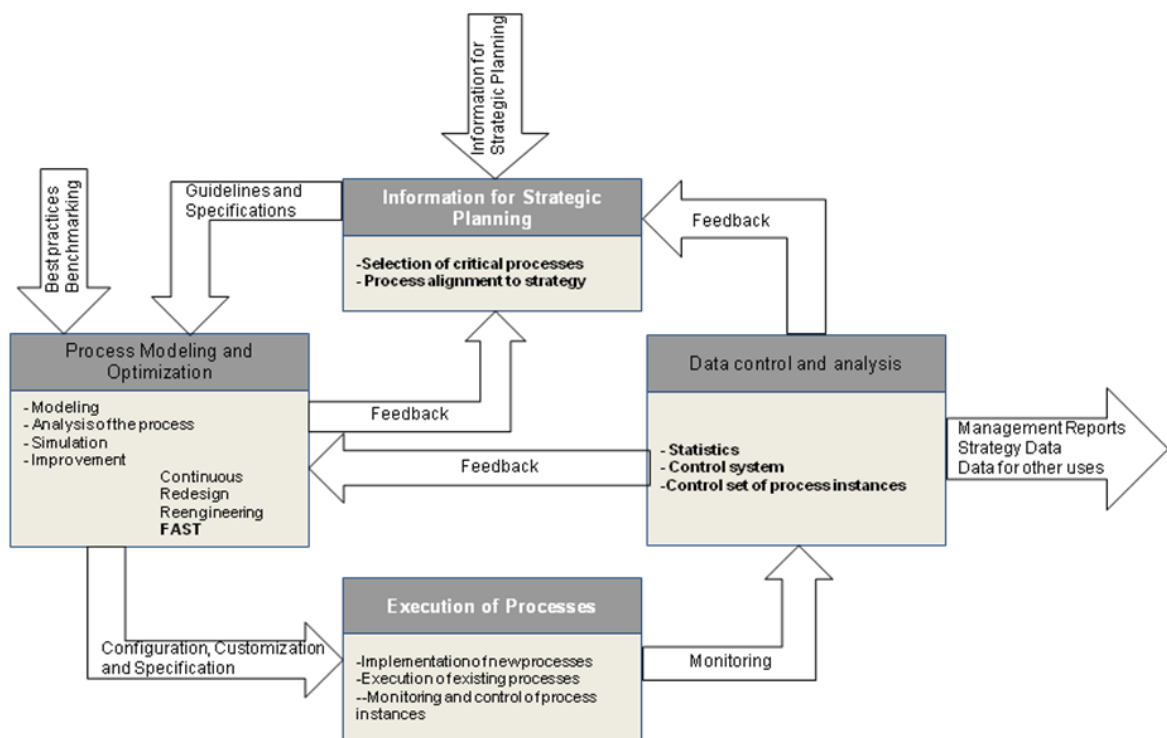 Information for
Strategic Planning
Best practices
Benchmarking
Guidelines and
Specifications
Information for Strategic
Planning
-Selection of critical processes
-Process alignment to strategy
Feedback
Process Modeling and
Optimization
- Modeling
- Analysis of the process
- Simulation
- Improvement
Continuous
Redesign
Reengineering
FAST
Feedback
Feedback
Data control and analysis
- Statistics
- Control system
-Control set of process instances
Management Reports
Strategy Data
Data for other uses
Configuration, Customization
and Specification
Execution of Processes
-Implementation of new processes
-Execution of existing processes
--Monitoring and control of process
instances
Monitoring